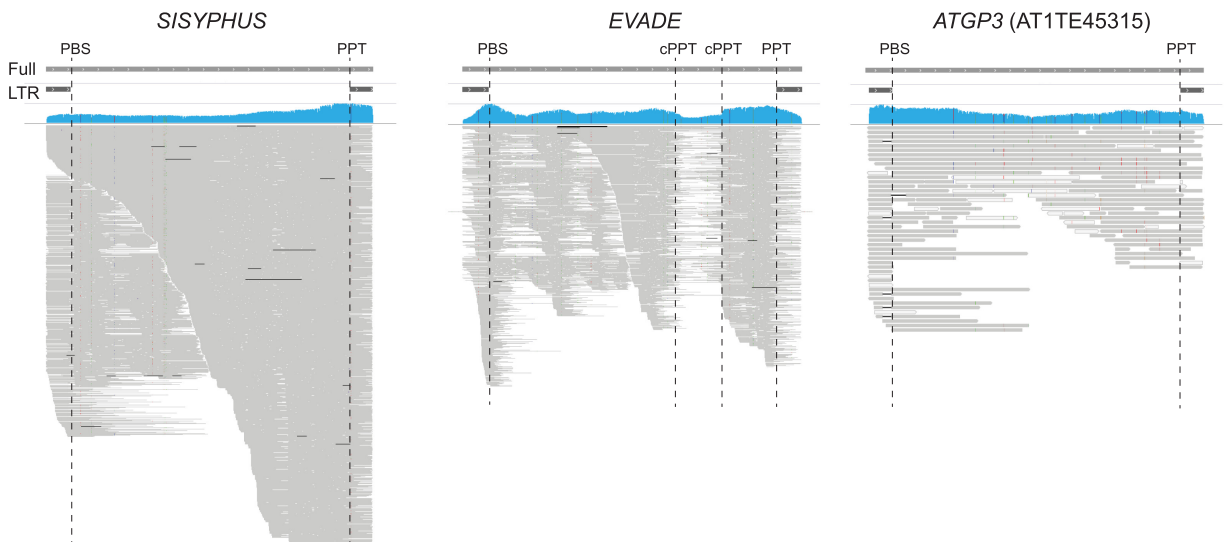 SISYPHUS EVADE ATGP3 (AT1TE45315)
PBS PPT PBS cPPT cPPT PPT PBS PPT
Full
LTR